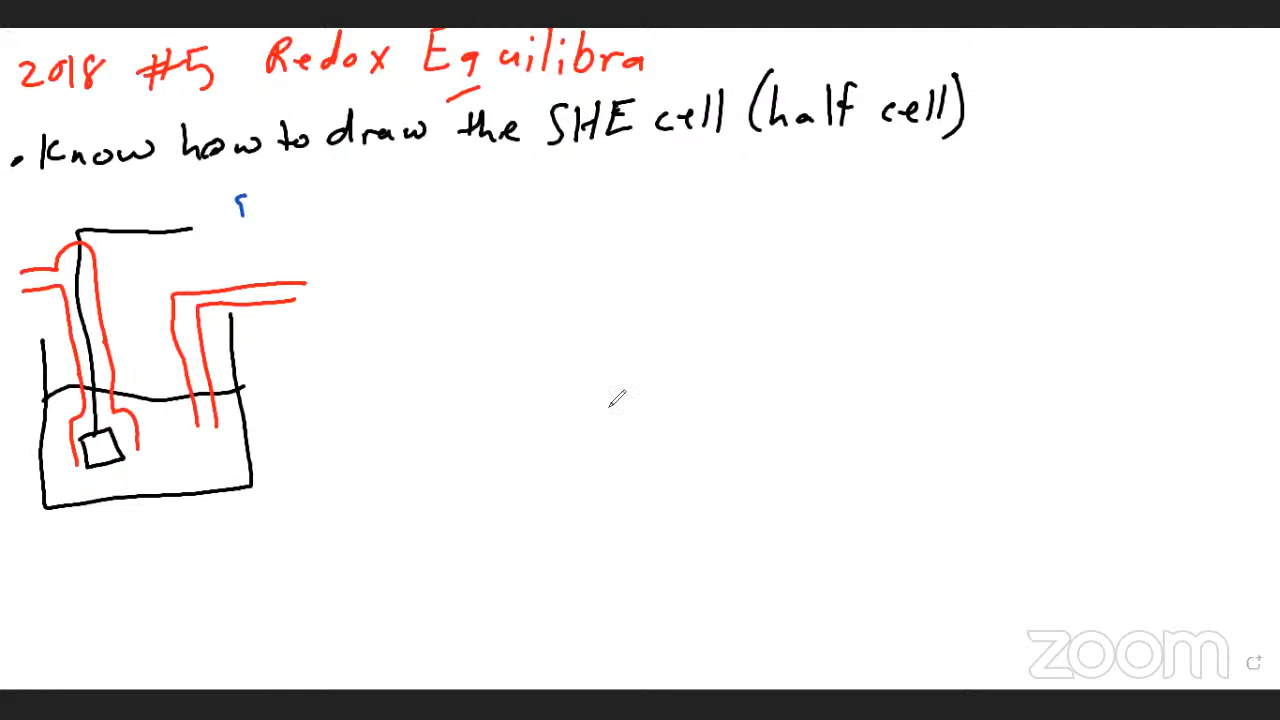 2018 #5 Redox Equilibra
. Know how to draw the SHE cell (half cell)
zoom